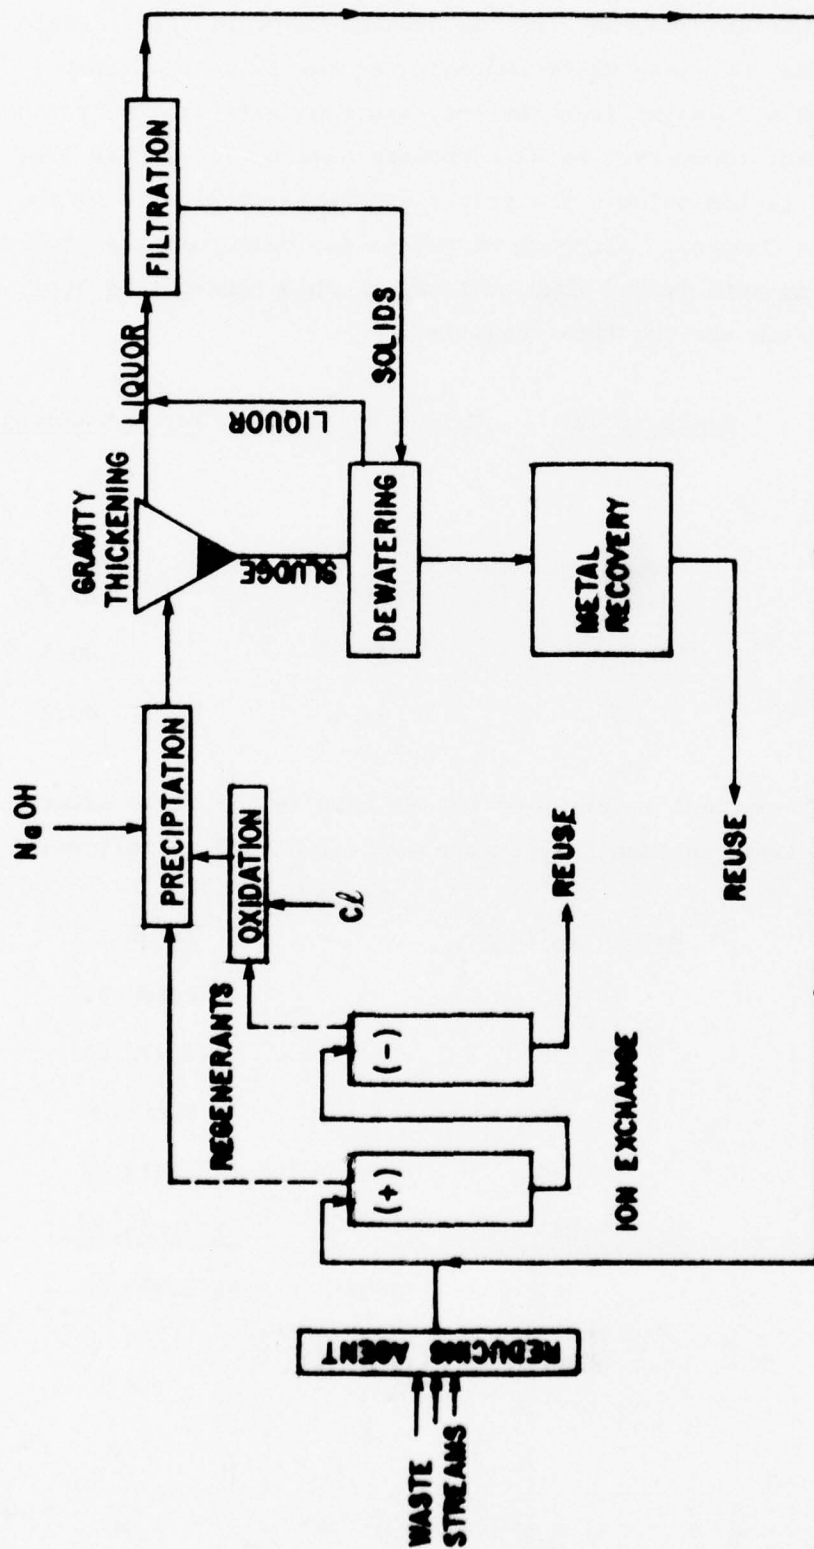 WASTE
STREAMS
REDUCING AGENT
(+)
(-)
ION EXCHANGE
REGENERANTS
REUSE
OXIDATION
Cl
NaOH
PRECIPTATION
GRAVITY
THICKENING
SLUDGE
LIQUOR
LIQUOR
FILTRATION
SOLIDS
DEWATERING
METAL
RECOVERY
REUSE